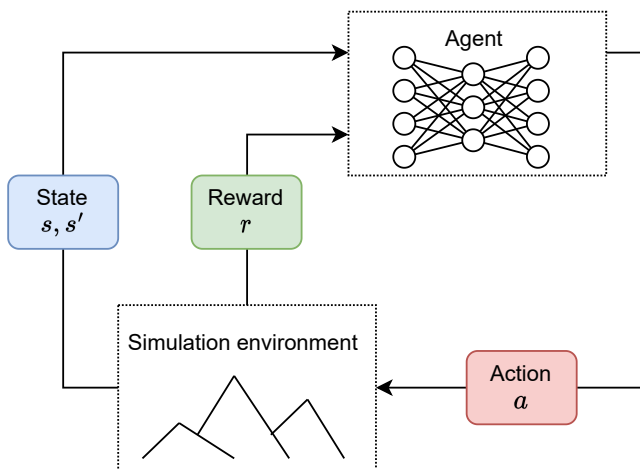 Agent
State
s, s′
Reward
r
Simulation environment
Action
a